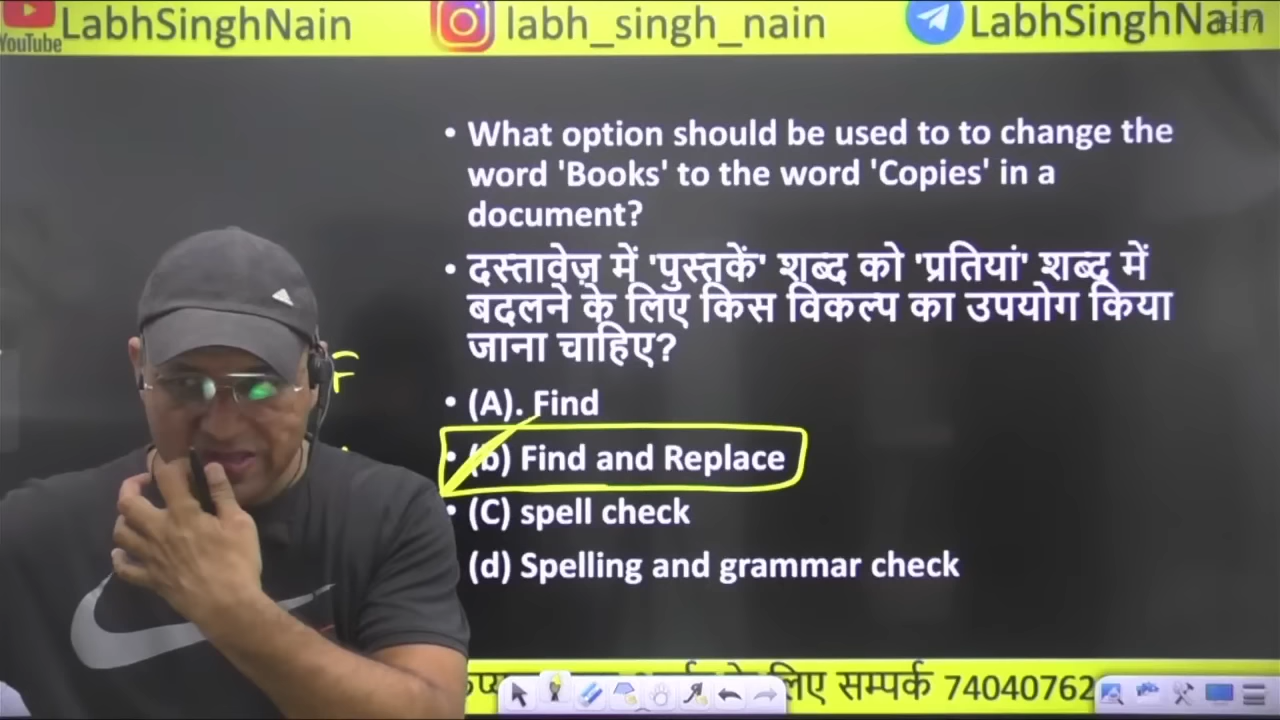 YouTube LabhSinghNain labh_singh_nain LabhSinghNain
• What option should be used to to change the
word 'Books' to the word 'Copies' in a
document?
• दस्तावेज़ में 'पुस्तकें' शब्द को 'प्रतियां' शब्द में
बदलने के लिए किस विकल्प का उपयोग किया
जाना चाहिए?
• (A). Find
• (b) Find and Replace
• (C) spell check
(d) Spelling and grammar check
लिए सम्पर्क 74040762